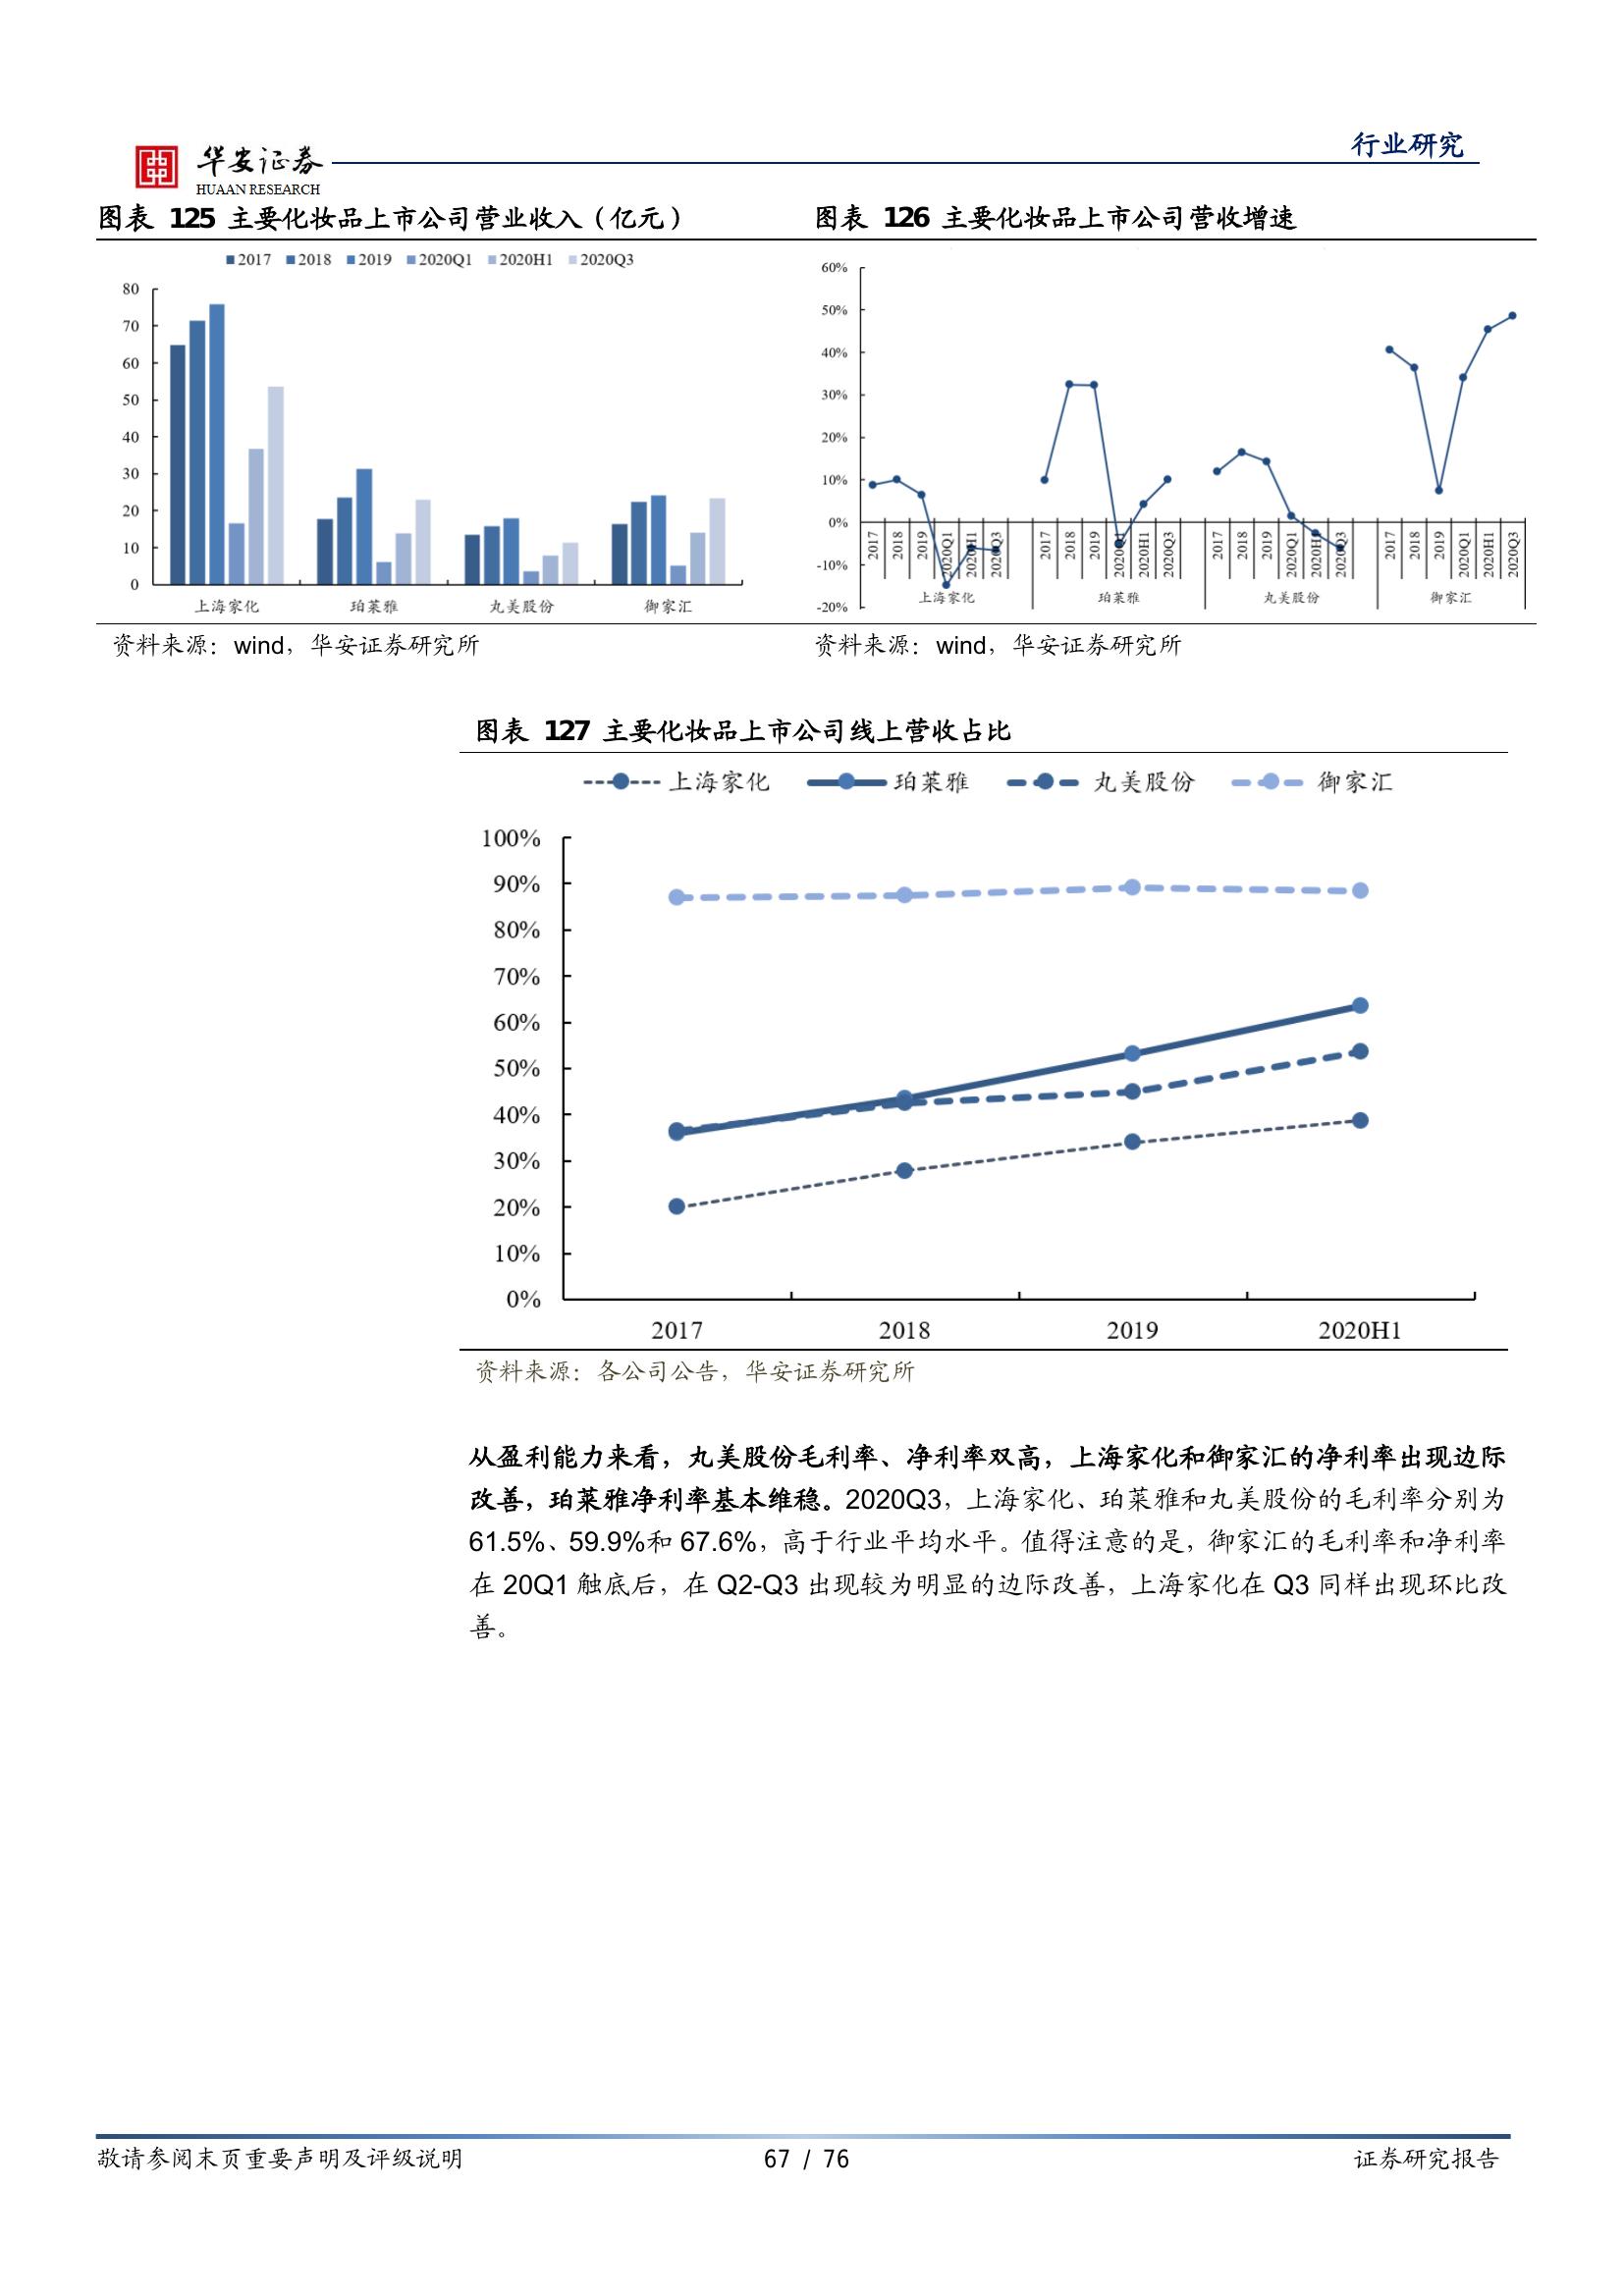 华安证券
HUAAN RESEARCH
行业研究
图表 125 主要化妆品上市公司营业收入（亿元）
2017 2018 2019 2020Q1 2020H1 2020Q3
80
70
60
50
40
30
20
10
0
上海家化 珀莱雅 丸美股份 御家汇
资料来源：wind，华安证券研究所
图表 126 主要化妆品上市公司营收增速
60%
50%
40%
30%
20%
10%
0%
-10%
-20%
2017 2018 2019 2020Q1 2020H1 2020Q3 2017 2018 2019 2020Q1 2020H1 2020Q3 2017 2018 2019 2020Q1 2020H1 2020Q3 2017 2018 2019 2020Q1 2020H1 2020Q3
上海家化 珀莱雅 丸美股份 御家汇
资料来源：wind，华安证券研究所
图表 127 主要化妆品上市公司线上营收占比
上海家化 珀莱雅 丸美股份 御家汇
100%
90%
80%
70%
60%
50%
40%
30%
20%
10%
0%
2017 2018 2019 2020H1
资料来源：各公司公告，华安证券研究所
从盈利能力来看，丸美股份毛利率、净利率双高，上海家化和御家汇的净利率出现边际
改善，珀莱雅净利率基本维稳。2020Q3，上海家化、珀莱雅和丸美股份的毛利率分别为
61.5%、59.9%和 67.6%，高于行业平均水平。值得注意的是，御家汇的毛利率和净利率
在 20Q1 触底后，在 Q2-Q3 出现较为明显的边际改善，上海家化在 Q3 同样出现环比改
善。
敬请参阅末页重要声明及评级说明 67 / 76 证券研究报告